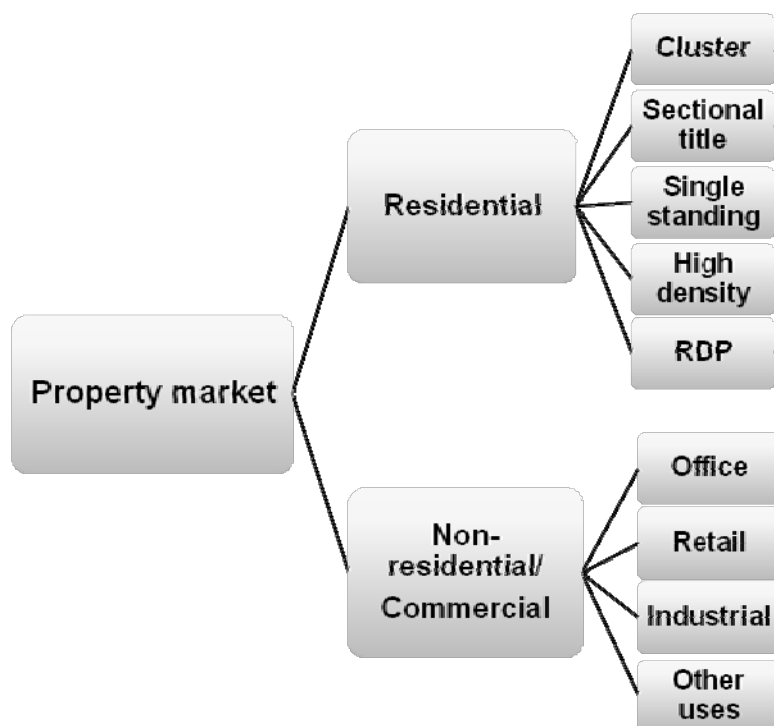 Property market
Residential
Cluster
Sectional
title
Single
standing
High
density
RDP
Non-
residential/
Commercial
Office
Retail
Industrial
Other
uses